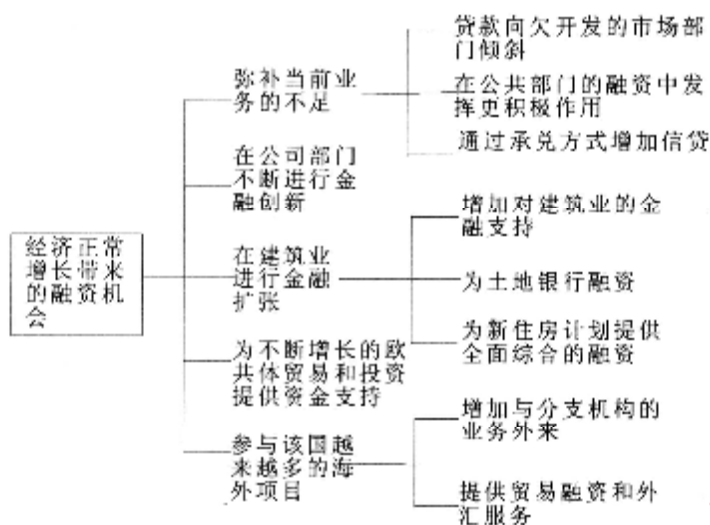 经济正常
增长带来
的融资机
会
弥补当前业
务的不足
贷款向欠开发的市场部
门倾斜
在公共部门的融资中发
挥更积极作用
通过承兑方式增加信贷
在公司部门
不断进行金
融创新
在建筑业
进行金融
扩张
增加对建筑业的金
融支持
为土地银行融资
为新住房计划提供
全面综合的融资
为不断增长的欧
共体贸易和投资
提供资金支持
参与该国越
来越多的海
外项目
增加与分支机构的
业务外来
提供贸易融资和外
汇服务